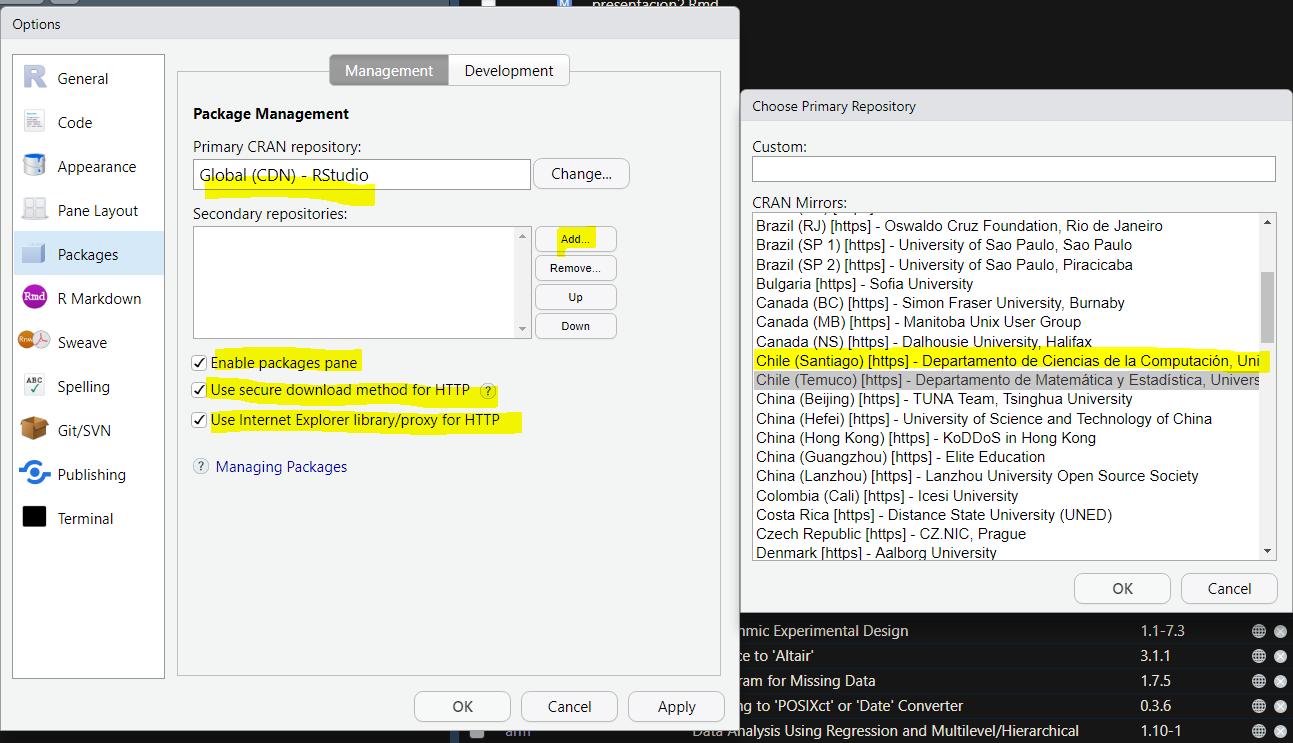 presentacion2.Rmd
Options
General
Code
Appearance
Pane Layout
Packages
R Markdown
Sweave
Spelling
Git/SVN
Publishing
Terminal
Management
Development
Package Management
Primary CRAN repository:
Global (CDN) - RStudio
Change...
Secondary repositories:
Add...
Remove...
Up
Down
Enable packages pane
Use secure download method for HTTP ?
Use Internet Explorer library/proxy for HTTP
? Managing Packages
OK
Cancel
Apply
Choose Primary Repository
Custom:
CRAN Mirrors:
Brazil (RJ) [https] - Oswaldo Cruz Foundation, Rio de Janeiro
Brazil (SP 1) [https] - University of Sao Paulo, Sao Paulo
Brazil (SP 2) [https] - University of Sao Paulo, Piracicaba
Bulgaria [https] - Sofia University
Canada (BC) [https] - Simon Fraser University, Burnaby
Canada (MB) [https] - Manitoba Unix User Group
Canada (NS) [https] - Dalhousie University, Halifax
Chile (Santiago) [https] - Departamento de Ciencias de la Computación, Uni
Chile (Temuco) [https] - Departamento de Matemática y Estadística, Univers
China (Beijing) [https] - TUNA Team, Tsinghua University
China (Hefei) [https] - University of Science and Technology of China
China (Hong Kong) [https] - KoDDoS in Hong Kong
China (Guangzhou) [https] - Elite Education
China (Lanzhou) [https] - Lanzhou University Open Source Society
Colombia (Cali) [https] - Icesi University
Costa Rica [https] - Distance State University (UNED)
Czech Republic [https] - CZ.NIC, Prague
Denmark [https] - Aalborg University
OK
Cancel
hmic Experimental Design 1.1-7.3
ce to 'Altair' 3.1.1
ram for Missing Data 1.7.5
ng to 'POSIXct' or 'Date' Converter 0.3.6
arm Data Analysis Using Regression and Multilevel/Hierarchical 1.10-1